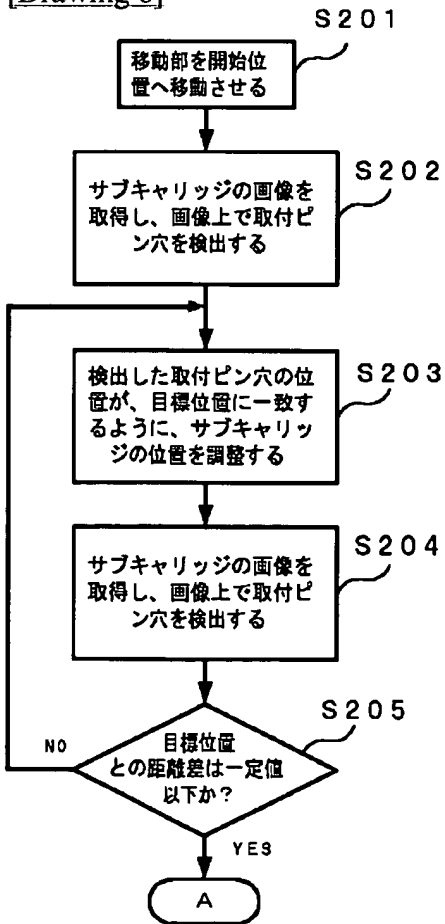 [Drawing 6]
S201
移動部を開始位
置へ移動させる
S202
サブキャリッジの画像を
取得し、画像上で取付ピ
ン穴を検出する
S203
検出した取付ピン穴の位
置が、目標位置に一致す
るように、サブキャリッ
ジの位置を調整する
S204
サブキャリッジの画像を
取得し、画像上で取付ピ
ン穴を検出する
S205
目標位置
との距離差は一定値
以下か?
NO
YES
A